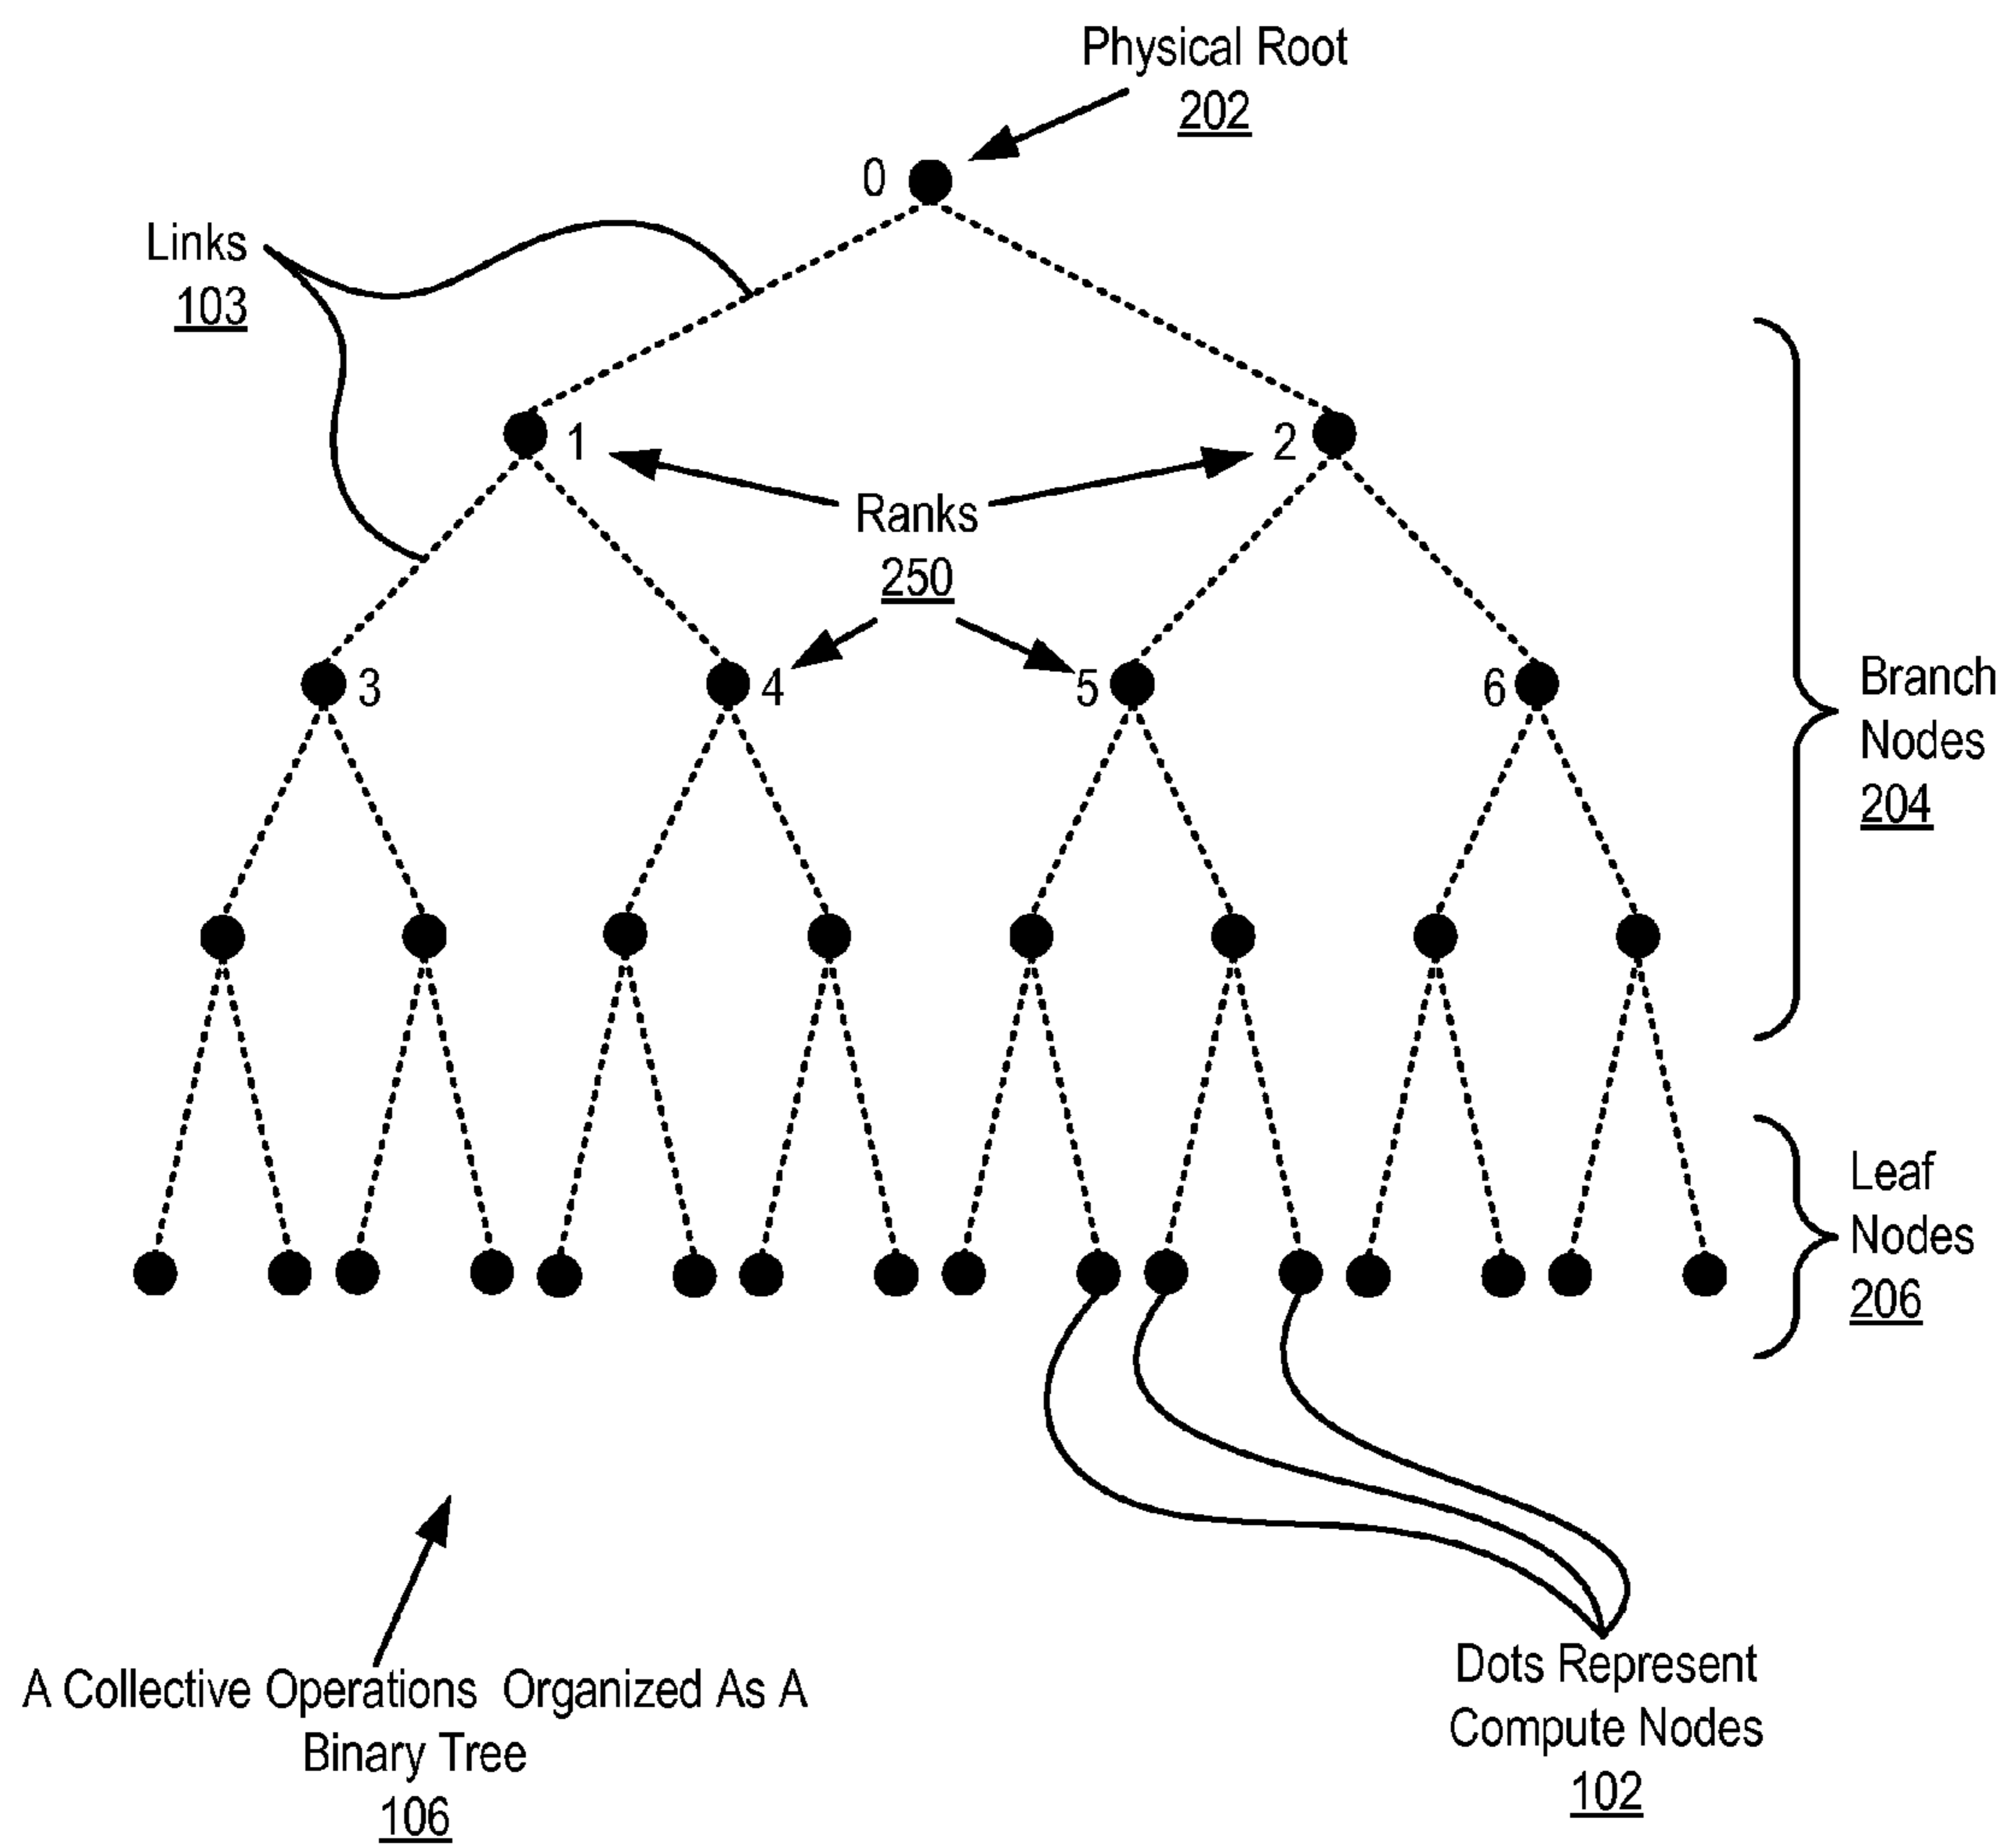 Physical Root
202
0
Links
103
1
2
Ranks
250
3
4
5
6
Branch
Nodes
204
Leaf
Nodes
206
A Collective Operations Organized As A
Binary Tree
106
Dots Represent
Compute Nodes
102